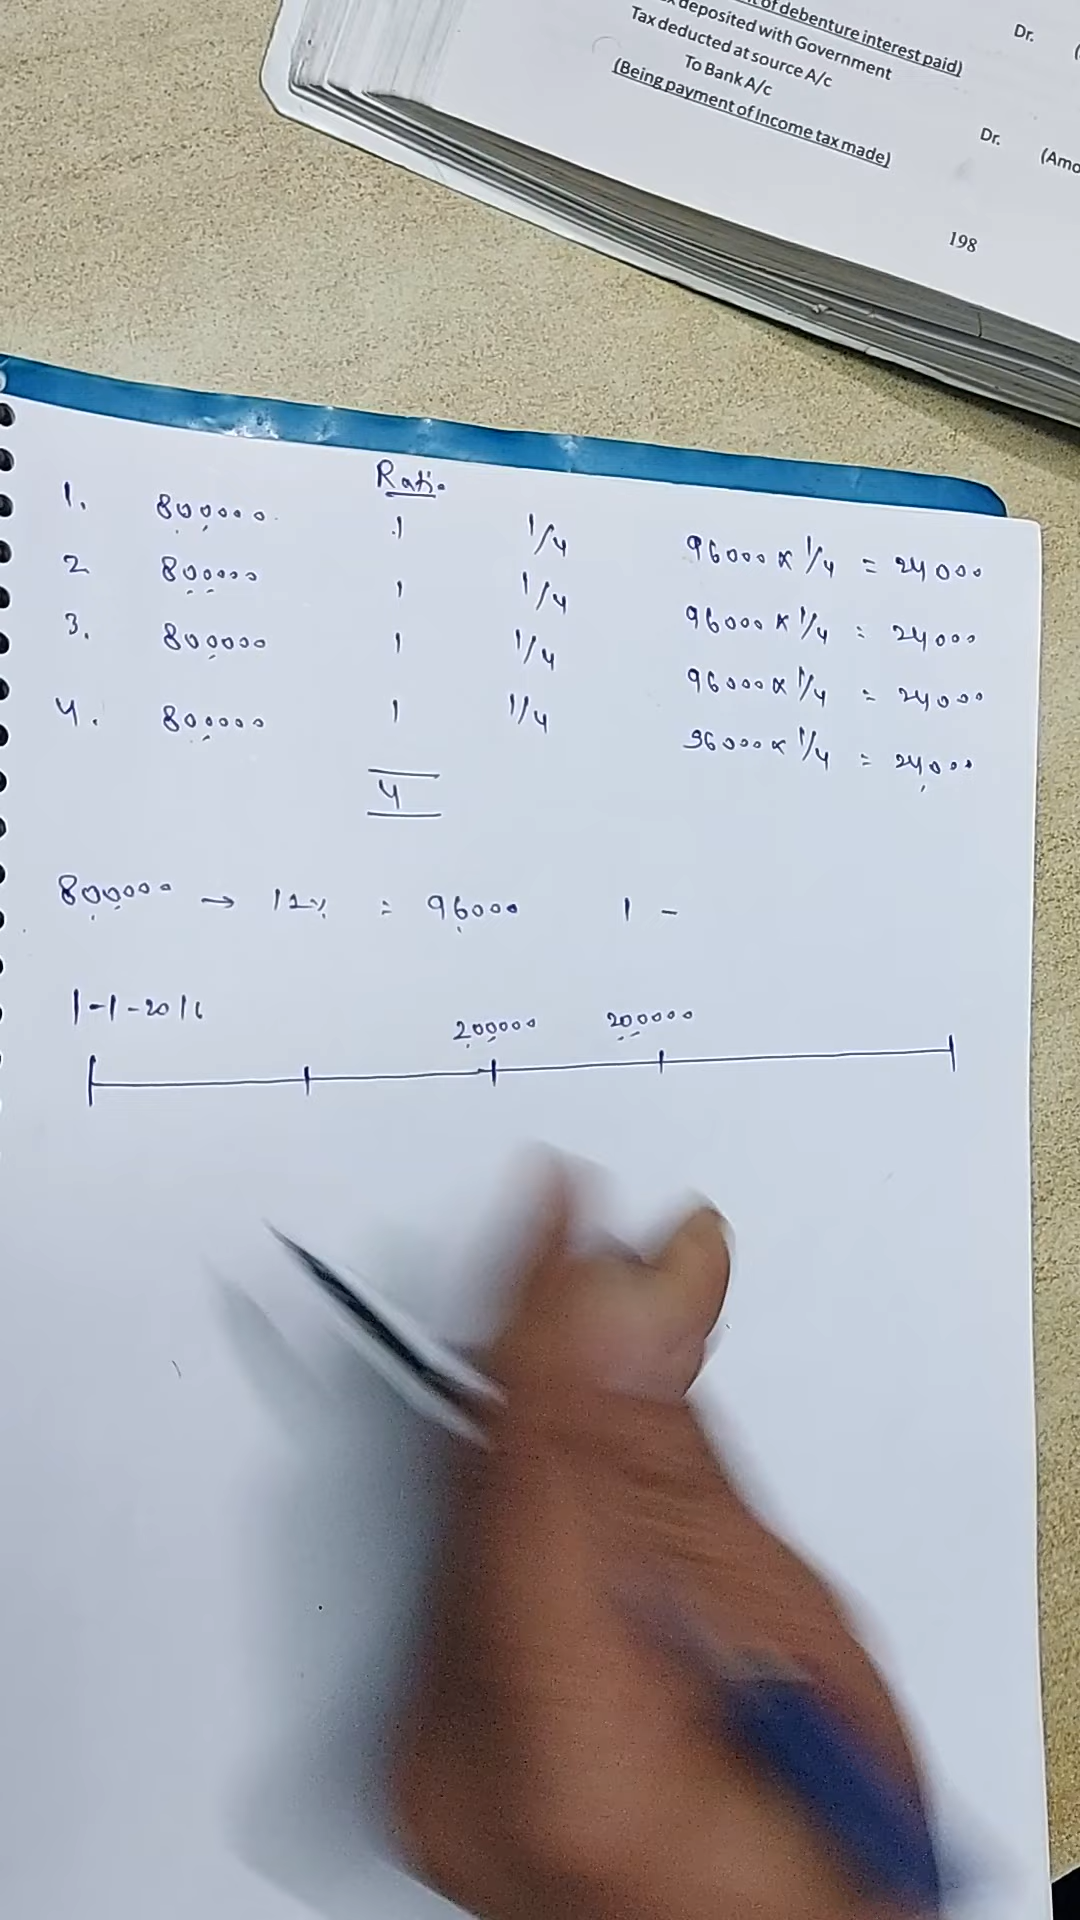 of debenture interest paid)
deposited with Government Dr.
Tax deducted at source A/c
To Bank A/c
(Being payment of Income tax made) Dr. (Amo
198
Ratio
1. 800000 1 1/4 96000 x 1/4 = 24000
2 800000 1 1/4 96000 x 1/4 = 24000
3. 800000 1 1/4 96000 x 1/4 = 24000
4. 800000 1 1/4 96000 x 1/4 = 24000
4
800000 → 12% = 96000 1 -
1-1-2016
200000 200000